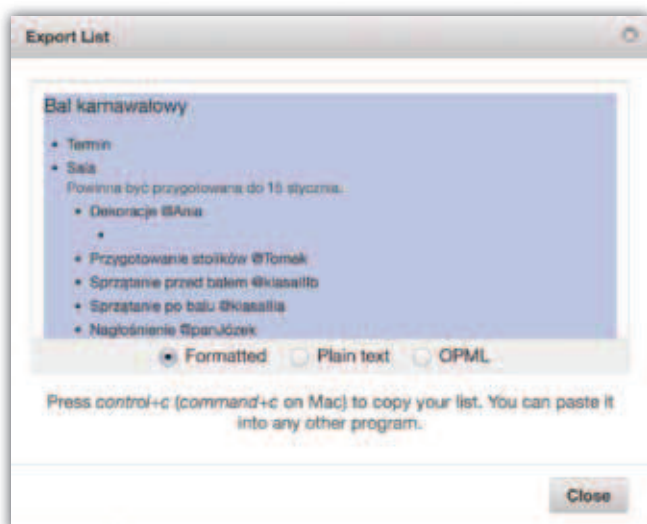 Export List
Bal karnawałowy
• Termin
• Sala
Powinna być przygotowana do 15 stycznia.
• Dekoracje @Ania
•
• Przygotowanie stolików @Tomek
• Sprzątanie przed balem @klasaIIb
• Sprzątanie po balu @klasaIIa
• Nagłośnienie @panJózek
Formatted Plain text OPML
Press control+c (command+c on Mac) to copy your list. You can paste it
into any other program.
Close